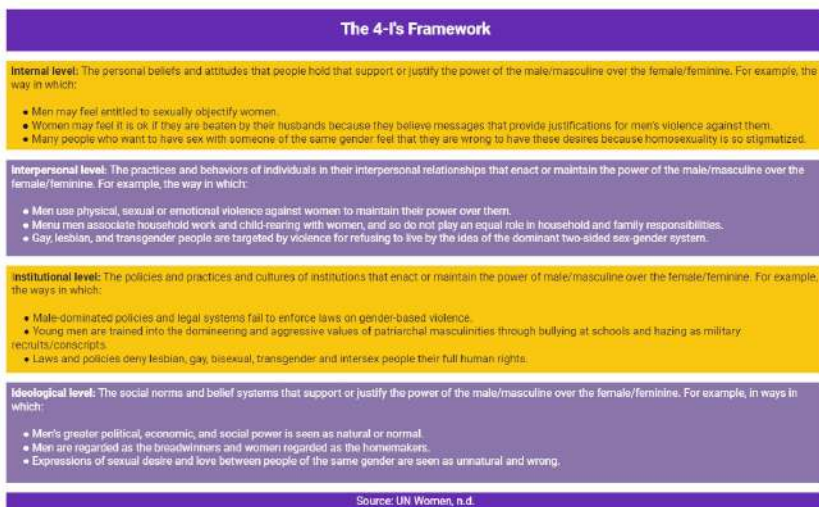 The 4-I's Framework
Internal level: The personal beliefs and attitudes that people hold that support or justify the power of the male/masculine over the female/feminine. For example, the
way in which:
● Men may feel entitled to sexually objectify women.
● Women may feel it is ok if they are beaten by their husbands because they believe messages that provide justifications for men's violence against them.
● Many people who want to have sex with someone of the same gender feel that they are wrong to have these desires because homosexuality is so stigmatized.
Interpersonal level: The practices and behaviors of individuals in their interpersonal relationships that enact or maintain the power of the male/masculine over the
female/feminine. For example, the way in which:
● Men use physical, sexual or emotional violence against women to maintain their power over them.
● Menu men associate household work and child-rearing with women, and so do not play an equal role in household and family responsibilities.
● Gay, lesbian, and transgender people are targeted by violence for refusing to live by the idea of the dominant two-sided sex-gender system.
Institutional level: The policies and practices and cultures of institutions that enact or maintain the power of male/masculine over the female/feminine. For example,
the ways in which:
● Male-dominated policies and legal systems fail to enforce laws on gender-based violence.
● Young men are trained into the domineering and aggressive values of patriarchal masculinities through bullying at schools and hazing as military
recruits/conscripts.
● Laws and policies deny lesbian, gay, bisexual, transgender and intersex people their full human rights.
Ideological level: The social norms and belief systems that support or justify the power of the male/masculine over the female/feminine. For example, in ways in
which:
● Men's greater political, economic, and social power is seen as natural or normal.
● Men are regarded as the breadwinners and women regarded as the homemakers.
● Expressions of sexual desire and love between people of the same gender are seen as unnatural and wrong.
Source: UN Women, n.d.